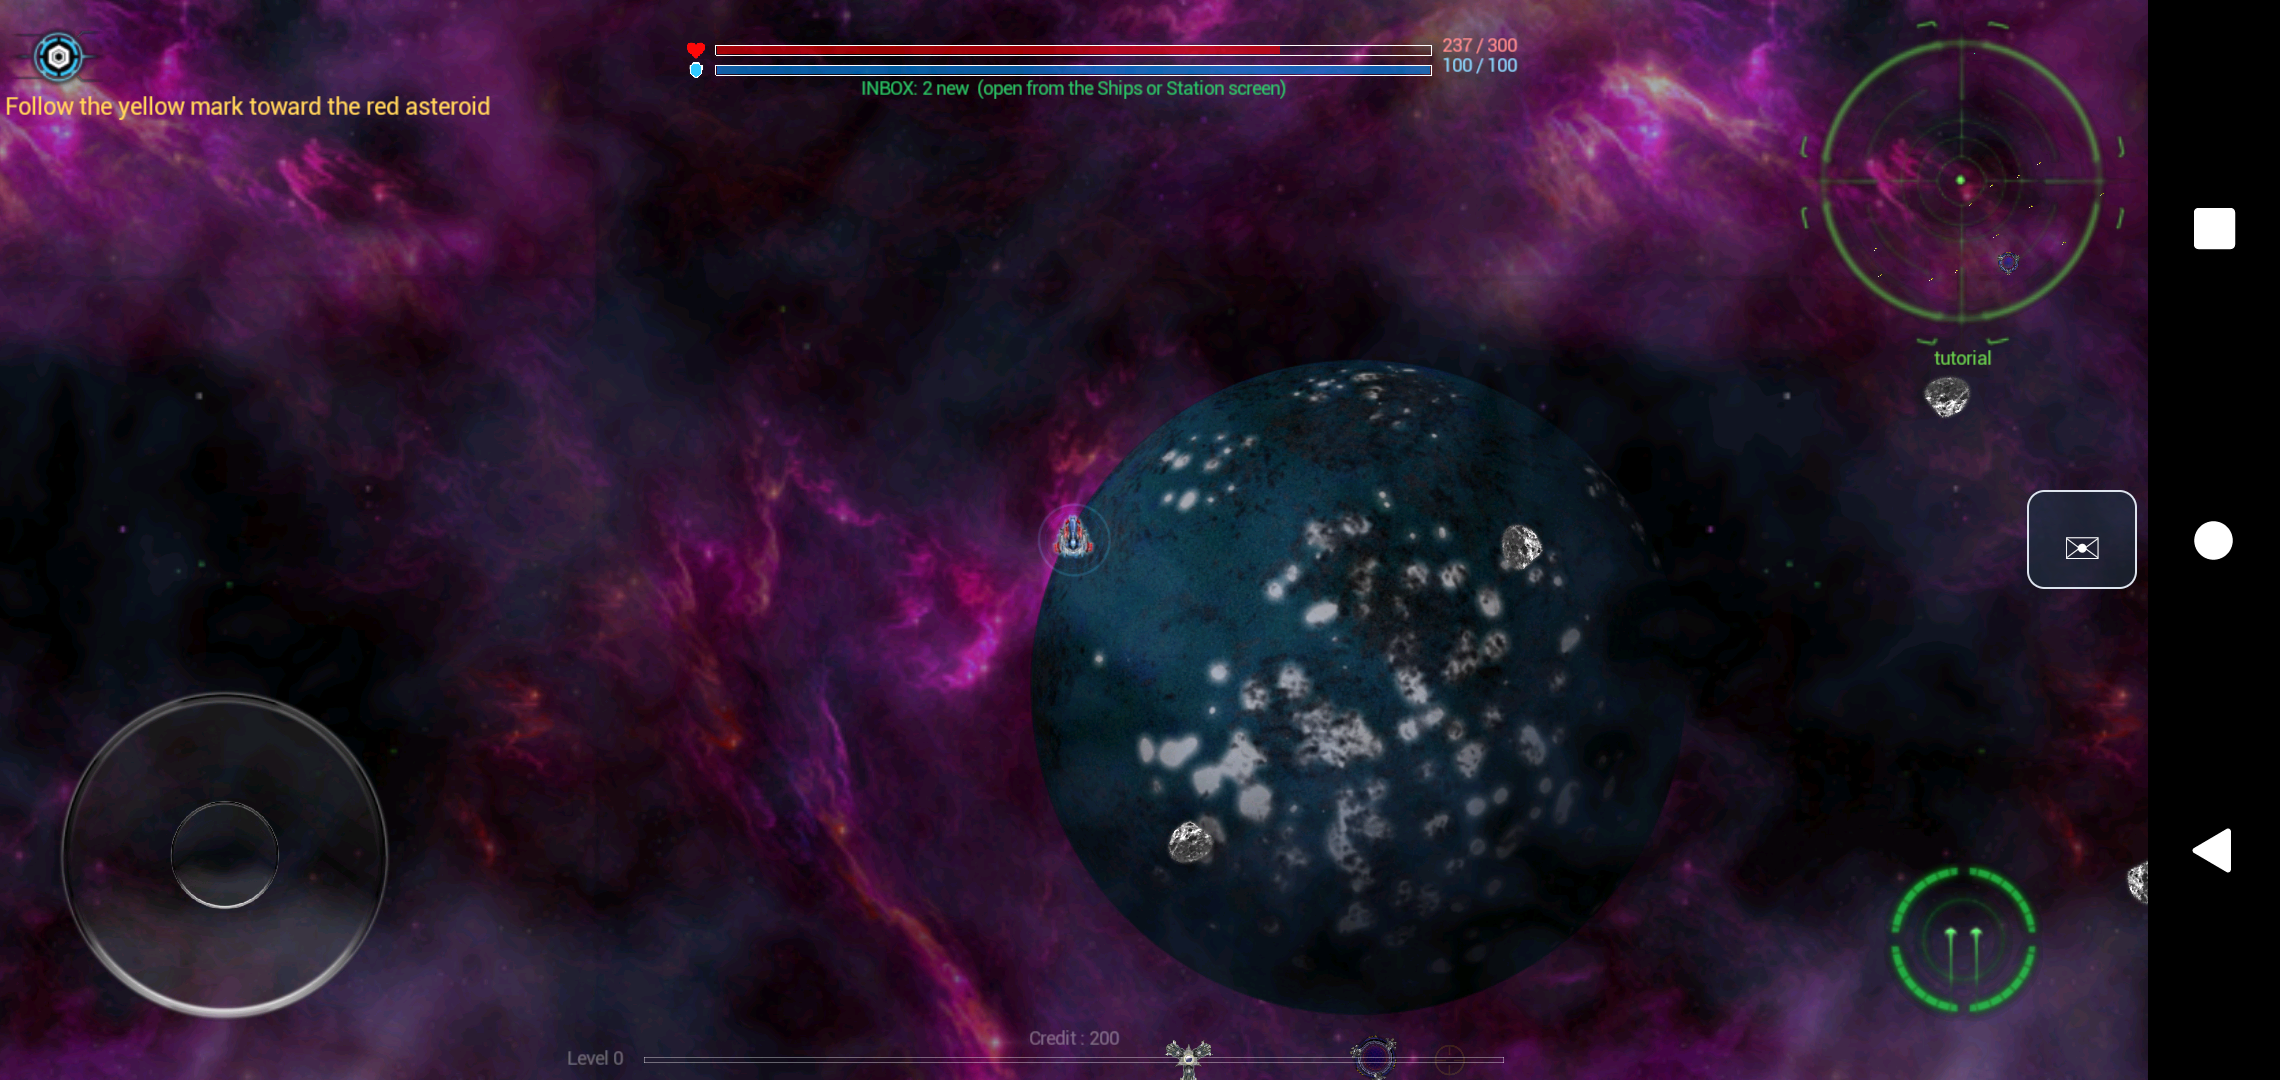 237 / 300
100 / 100
INBOX: 2 new  (open from the Ships or Station screen)
Follow the yellow mark toward the red asteroid
tutorial
Credit : 200
Level 0